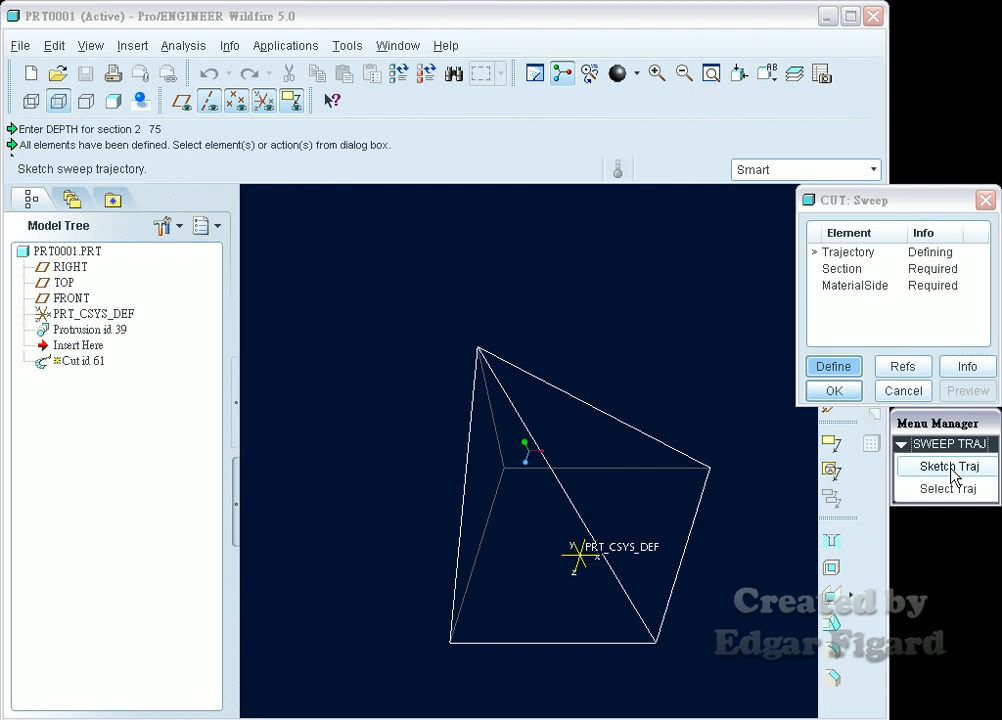 PRT0001 (Active) - Pro/ENGINEER Wildfire 5.0
File Edit View Insert Analysis Info Applications Tools Window Help
Enter DEPTH for section 2 75
All elements have been defined. Select element(s) or action(s) from dialog box.
Sketch sweep trajectory.
Smart
Model Tree
PRT0001.PRT
RIGHT
TOP
FRONT
PRT_CSYS_DEF
Protrusion id 39
Insert Here
Cut id 61
CUT: Sweep
Element Info
> Trajectory Defining
Section Required
MaterialSide Required
Define Refs Info
OK Cancel Preview
Menu Manager
SWEEP TRAJ
Sketch Traj
Select Traj
Y PRT_CSYS_DEF
X
Z
Created by
Edgar Figard